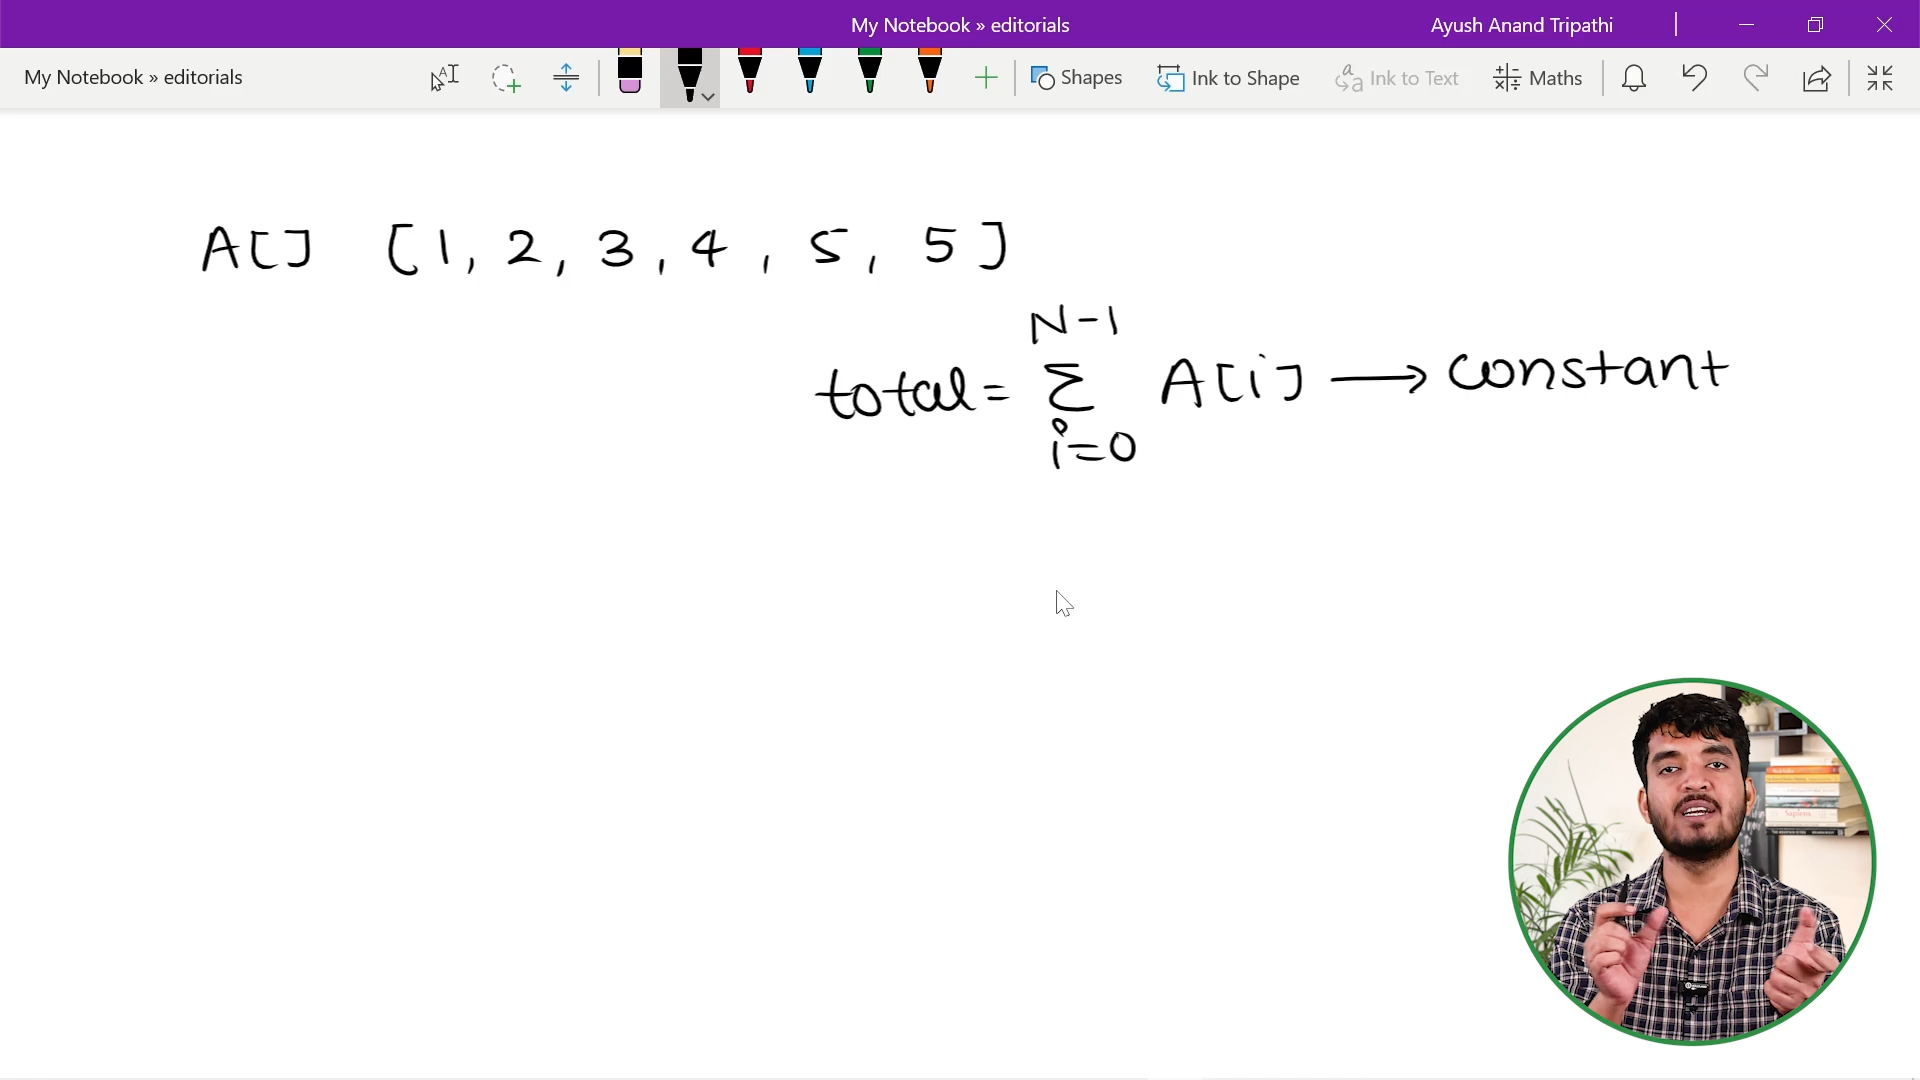 My Notebook » editorials
Ayush Anand Tripathi
My Notebook » editorials
Shapes
Ink to Shape
Ink to Text
Maths
A[] [1, 2, 3, 4, 5, 5]
N-1
total = Σ A[i] → constant
i=0
Sapiens